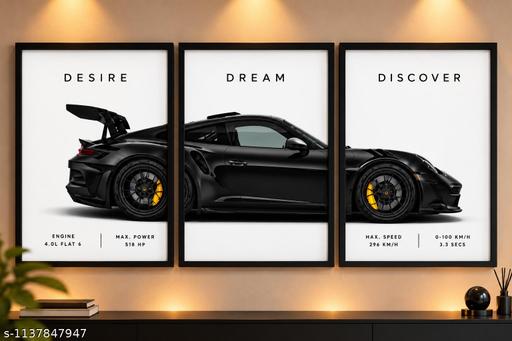 DESIRE
DREAM
DISCOVER
ENGINE
4.0L FLAT 6
MAX. POWER
518 HP
MAX. SPEED
296 KM/H
0-100 KM/H
3.3 SECS
s-1137847947